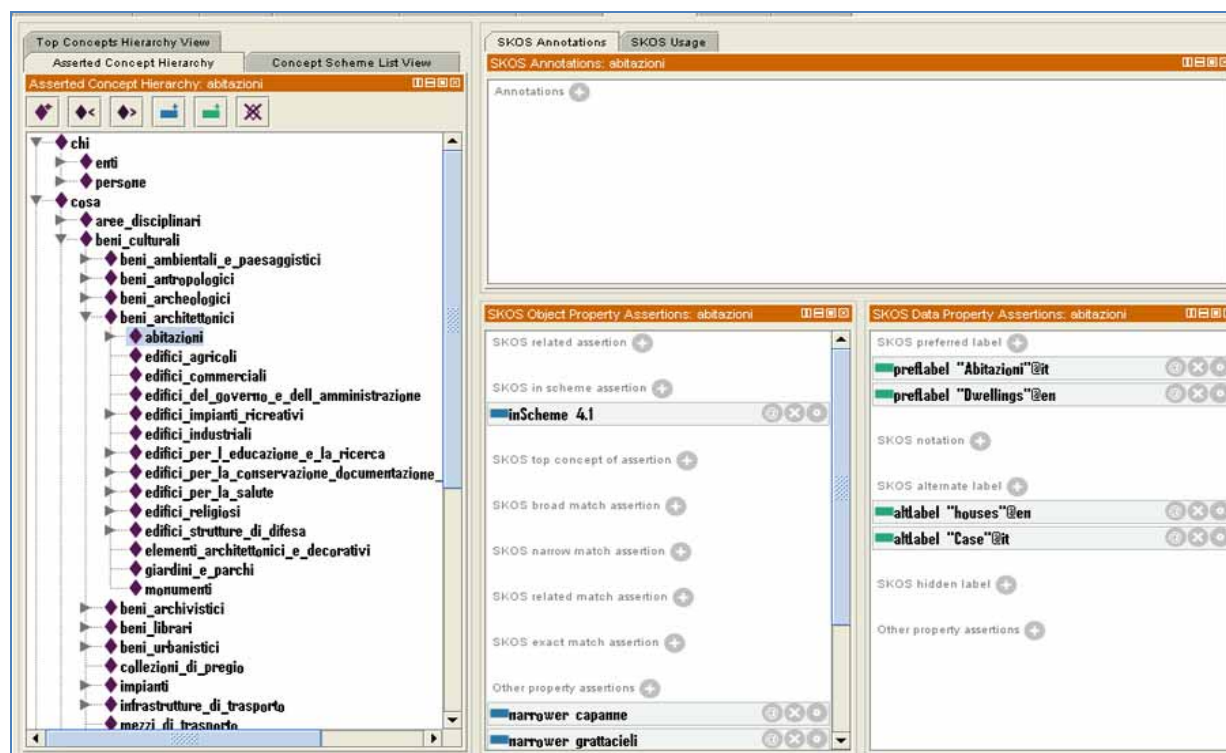 Top Concepts Hierarchy View
Asserted Concept Hierarchy
Concept Scheme List View
Asserted Concept Hierarchy: abitazioni
chi
enti
persone
cosa
aree_disciplinari
beni_culturali
beni_ambientali_e_paesaggistici
beni_antropologici
beni_archeologici
beni_architettonici
abitazioni
edifici_agricoli
edifici_commerciali
edifici_del_governo_e_dell_amministrazione
edifici_impianti_ricreativi
edifici_industriali
edifici_per_l_educazione_e_la_ricerca
edifici_per_la_conservazione_documentazione_
edifici_per_la_salute
edifici_religiosi
edifici_strutture_di_difesa
elementi_architettonici_e_decorativi
giardini_e_parchi
monumenti
beni_archivistici
beni_librari
beni_urbanistici
collezioni_di_pregio
impianti
infrastrutture_di_trasporto
mezzi_di_trasporto
SKOS Annotations
SKOS Usage
SKOS Annotations: abitazioni
Annotations
SKOS Object Property Assertions: abitazioni
SKOS related assertion
SKOS in scheme assertion
inScheme 4.1
SKOS top concept of assertion
SKOS broad match assertion
SKOS narrow match assertion
SKOS related match assertion
SKOS exact match assertion
Other property assertions
narrower capanne
narrower grattacieli
SKOS Data Property Assertions: abitazioni
SKOS preferred label
prefLabel "Abitazioni"@it
prefLabel "Dwellings"@en
SKOS notation
SKOS alternate label
altLabel "houses"@en
altLabel "Case"@it
SKOS hidden label
Other property assertions